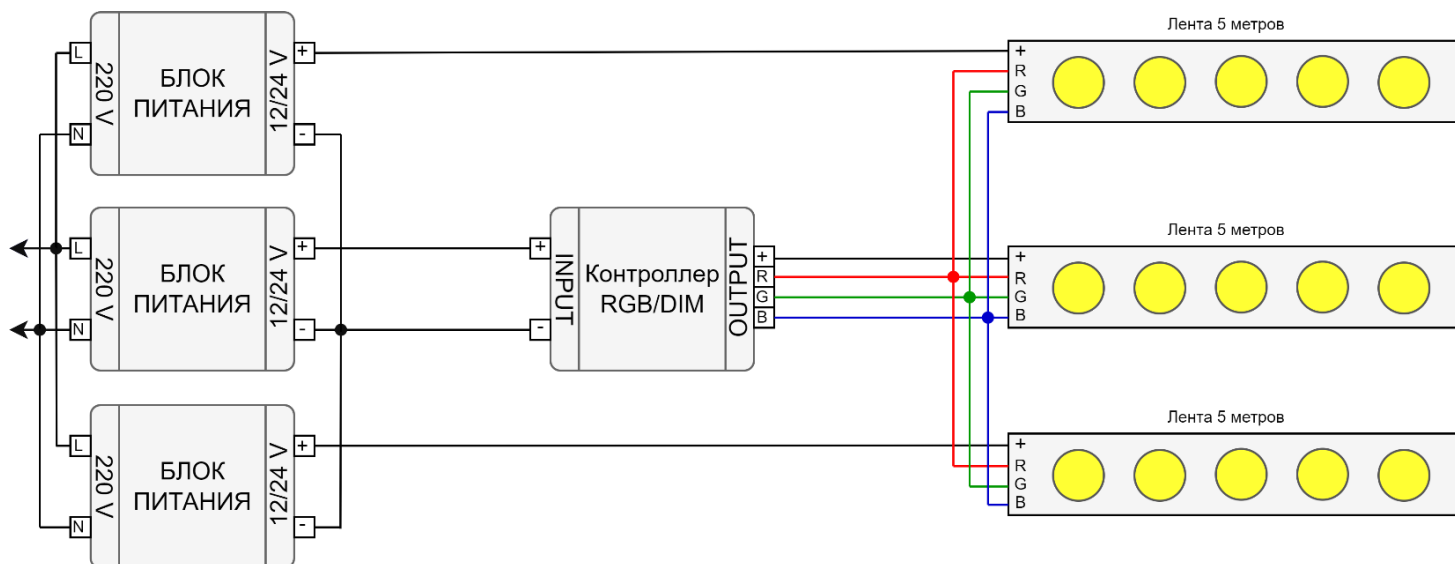 Лента 5 метров
L
N
220 V
БЛОК
ПИТАНИЯ
12/24 V
+
-
+
R
G
B
Лента 5 метров
L
N
220 V
БЛОК
ПИТАНИЯ
12/24 V
+
-
+
-
INPUT
Контроллер
RGB/DIM
OUTPUT
+
R
G
B
+
R
G
B
Лента 5 метров
L
N
220 V
БЛОК
ПИТАНИЯ
12/24 V
+
-
+
R
G
B